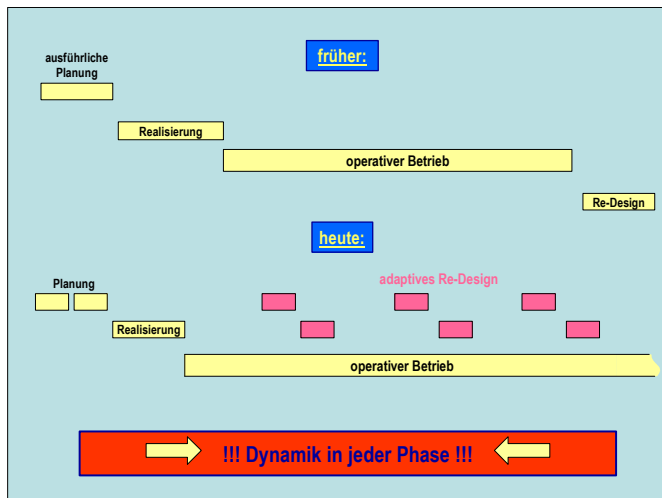 früher:
ausführliche
Planung
Realisierung
operativer Betrieb
Re-Design
heute:
adaptives Re-Design
Planung
Realisierung
operativer Betrieb
!!! Dynamik in jeder Phase !!!